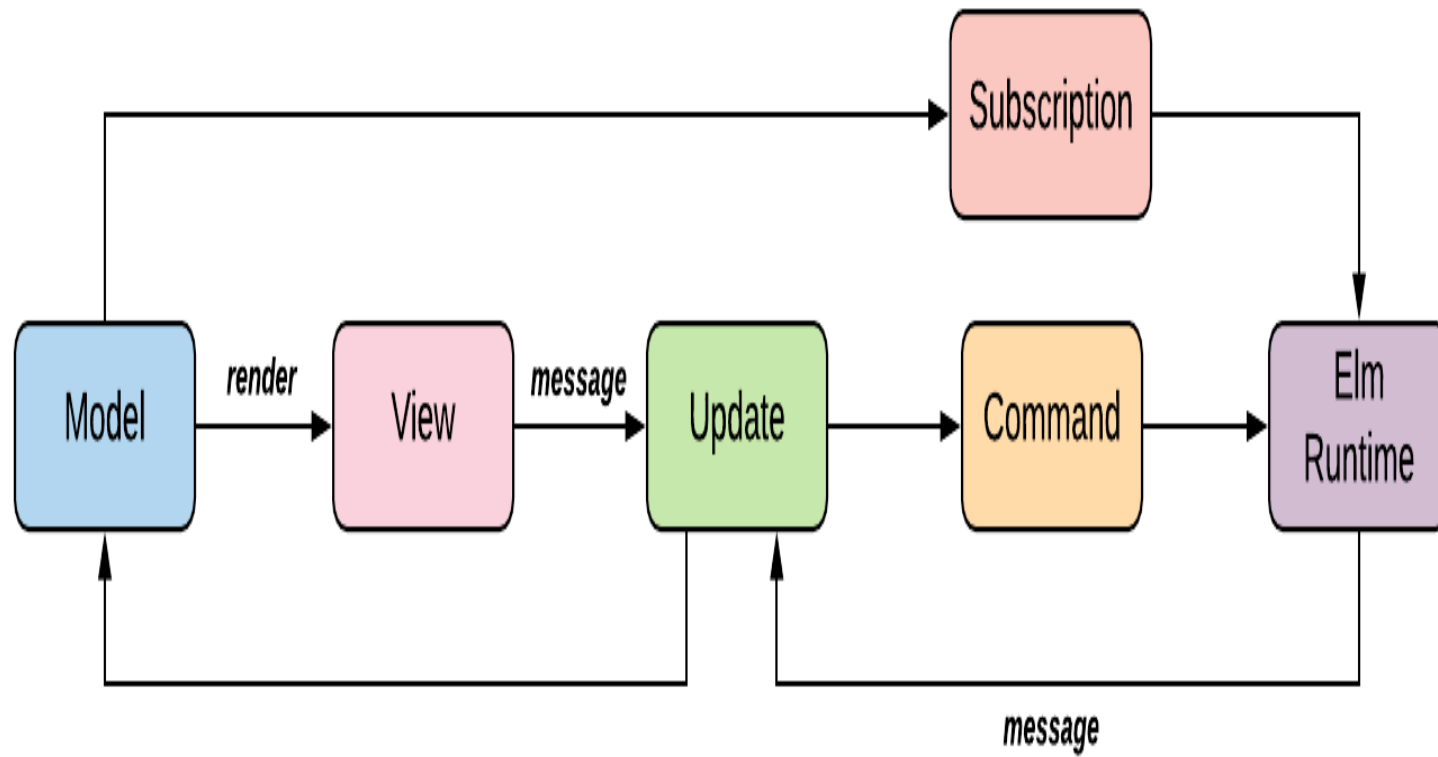 Subscription
Model
render
View
message
Update
Command
Elm
Runtime
message